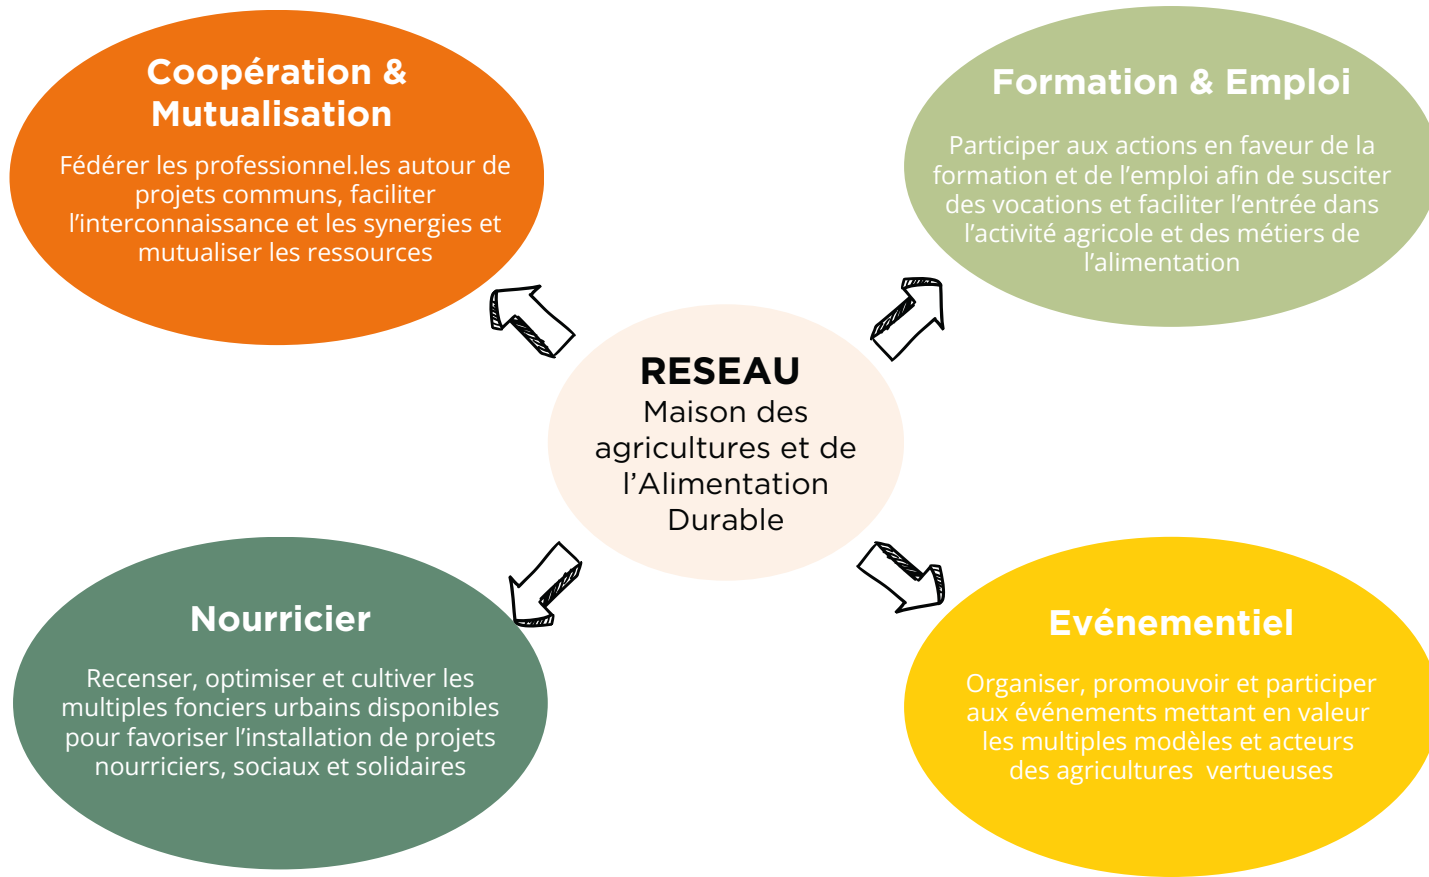 Coopération &
Mutualisation
Fédérer les professionnel.les autour de
projets communs, faciliter
l'interconnaissance et les synergies et
mutualiser les ressources
Formation & Emploi
Participer aux actions en faveur de la
formation et de l'emploi afin de susciter
des vocations et faciliter l'entrée dans
l'activité agricole et des métiers de
l'alimentation
RESEAU
Maison des
agricultures et de
l'Alimentation
Durable
Nourricier
Recenser, optimiser et cultiver les
multiples fonciers urbains disponibles
pour favoriser l'installation de projets
nourriciers, sociaux et solidaires
Evénementiel
Organiser, promouvoir et participer
aux événements mettant en valeur
les multiples modèles et acteurs
des agricultures vertueuses